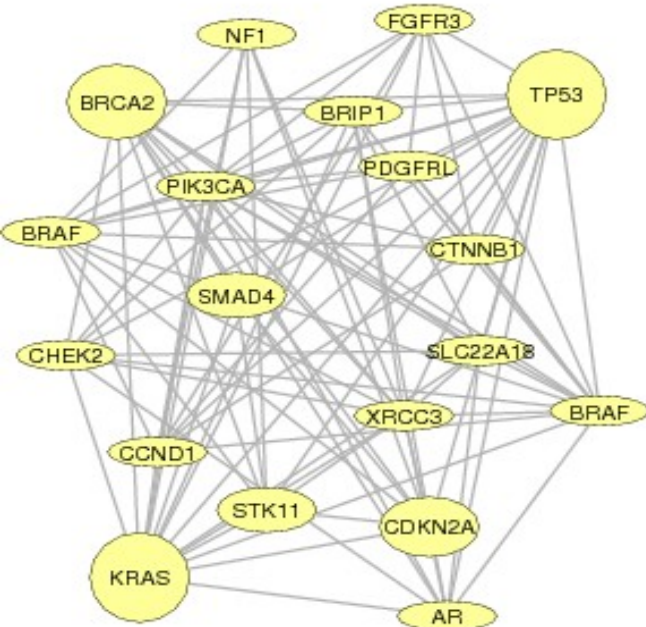 FGFR3
NF1
TP53
BRCA2
BRIP1
PDGFRL
PIK3CA
BRAF
CTNNB1
SMAD4
CHEK2
SLC22A18
XRCC3
BRAF
CCND1
STK11
CDKN2A
KRAS
AR